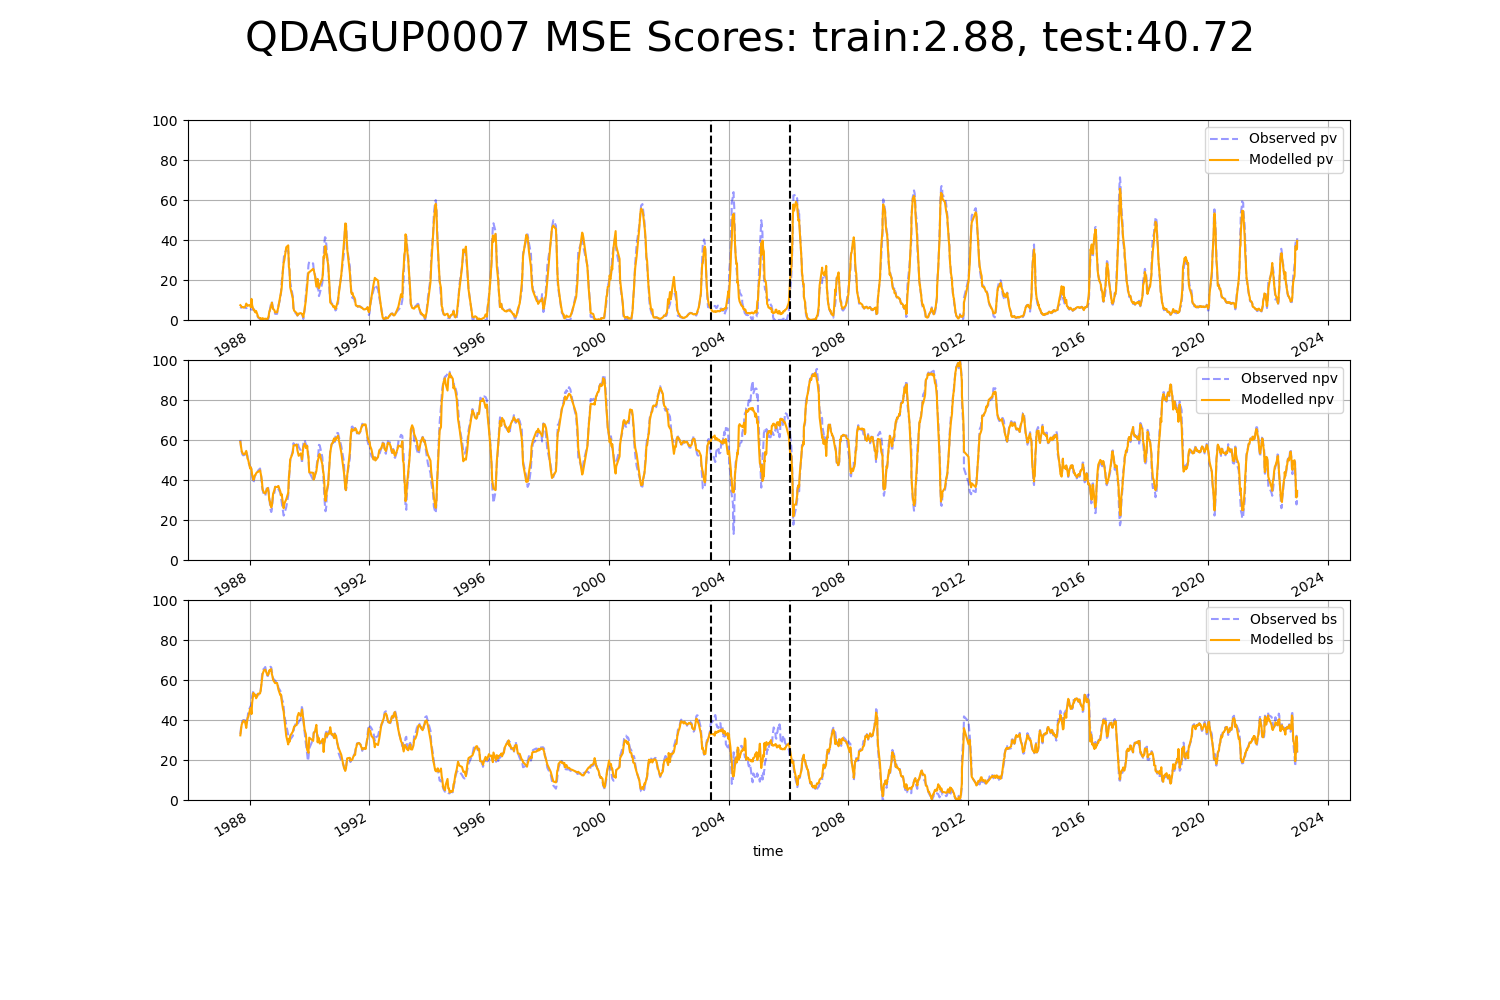 QDAGUP0007 MSE Scores: train:2.88, test:40.72
100
80
60
40
20
0
Observed pv
Modelled pv
1988 1992 1996 2000 2004 2008 2012 2016 2020 2024
100
80
60
40
20
0
Observed npv
Modelled npv
1988 1992 1996 2000 2004 2008 2012 2016 2020 2024
100
80
60
40
20
0
Observed bs
Modelled bs
1988 1992 1996 2000 2004 2008 2012 2016 2020 2024
time